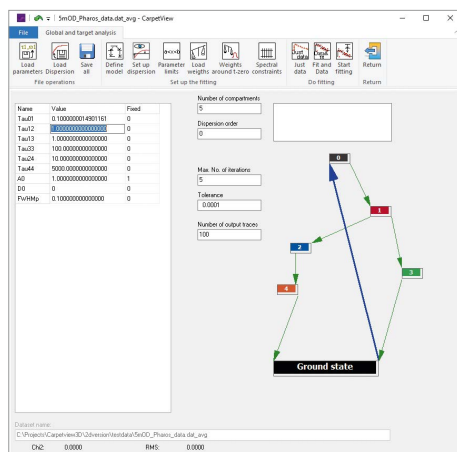 5mOD_Pharos_data.dat_avg - CarpetView
File
Global and target analysis
Load parameters
Load Dispersion
Save all
Define model
Set up dispersion
Parameter limits
Load weigths
Weights around t-zero
Spectral constraints
Just data
Fit and Data
Start fitting
Return
File operations
Set up the fitting
Do fitting
Return
Name Value Fixed
Tau01 0.1000000014901161 0
Tau12 0
Tau13 1.0000000000000000 0
Tau33 100.00000000000000 0
Tau24 10.000000000000000 0
Tau44 5000.0000000000000 0
A0 1.0000000000000000 1
D0 0 0
FWHMp 0.1000000000000000 0
Number of compartments
5
Dispersion order
0
Max. No. of iterations
5
Tolerance
0.0001
Number of output traces
100
0
1
2
3
4
Ground state
Dataset name:
C:\Projects\Carpetview3D\2dversion\testdata\5mOD_Pharos_data.dat_avg
Chi2: 0.0000 RMS: 0.0000